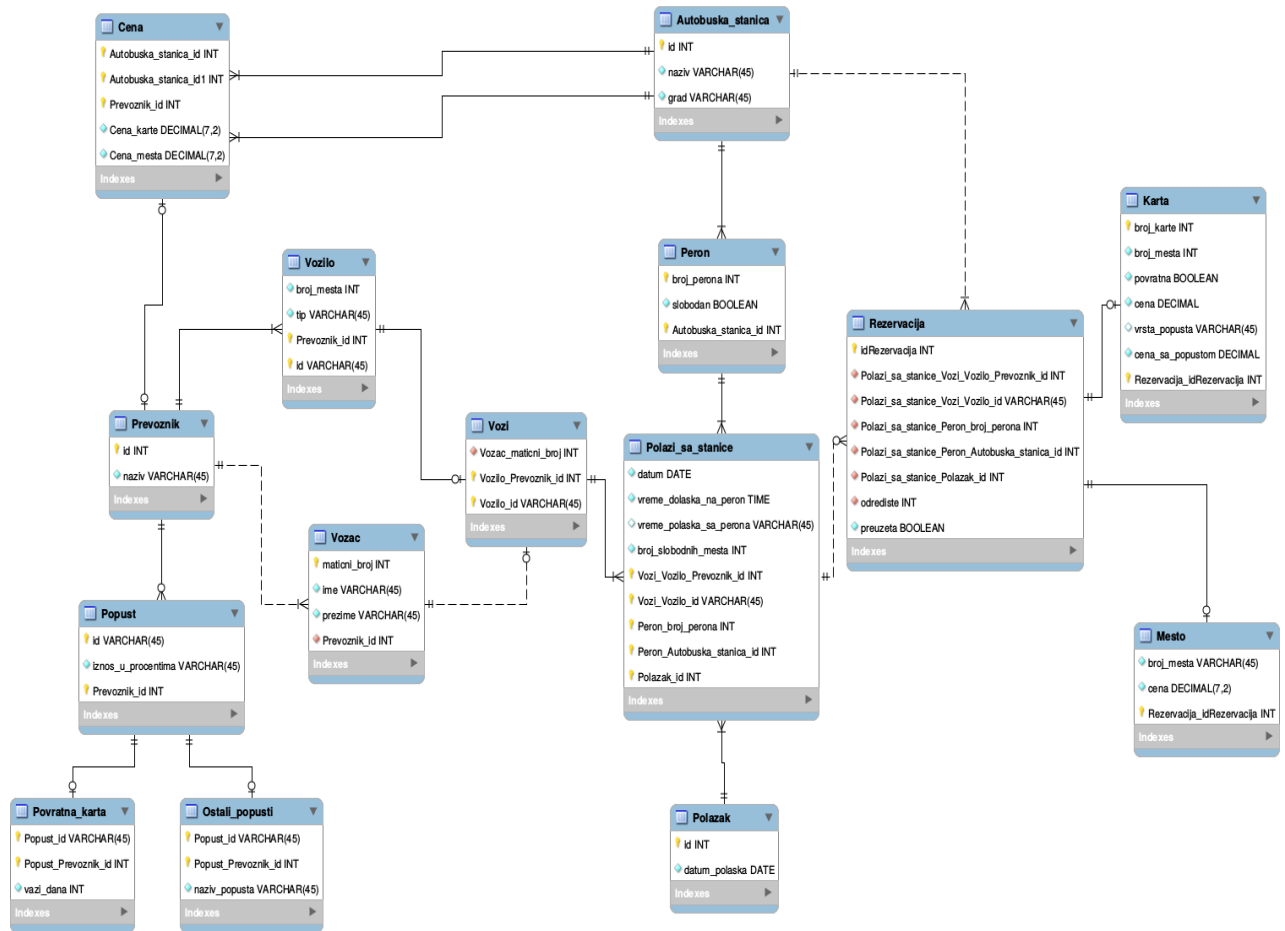 Cena
Autobuska_stanica_id INT
Autobuska_stanica_id1 INT
Prevoznik_id INT
Cena_karte DECIMAL(7,2)
Cena_mesta DECIMAL(7,2)
Indexes
Autobuska_stanica
id INT
naziv VARCHAR(45)
grad VARCHAR(45)
Indexes
Karta
broj_karte INT
broj_mesta INT
povratna BOOLEAN
cena DECIMAL
vrsta_popusta VARCHAR(45)
cena_sa_popustom DECIMAL
Rezervacija_idRezervacija INT
Indexes
Vozilo
broj_mesta INT
tip VARCHAR(45)
Prevoznik_id INT
id VARCHAR(45)
Indexes
Peron
broj_perona INT
slobodan BOOLEAN
Autobuska_stanica_id INT
Indexes
Rezervacija
idRezervacija INT
Polazi_sa_stanice_Vozi_Vozilo_Prevoznik_id INT
Polazi_sa_stanice_Vozi_Vozilo_id VARCHAR(45)
Polazi_sa_stanice_Peron_broj_perona INT
Polazi_sa_stanice_Peron_Autobuska_stanica_id INT
Polazi_sa_stanice_Polazak_id INT
odrediste INT
preuzeta BOOLEAN
Indexes
Prevoznik
id INT
naziv VARCHAR(45)
Indexes
Vozi
Vozac_maticni_broj INT
Vozilo_Prevoznik_id INT
Vozilo_id VARCHAR(45)
Indexes
Polazi_sa_stanice
datum DATE
vreme_dolaska_na_peron TIME
vreme_polaska_sa_perona VARCHAR(45)
broj_slobodnih_mesta INT
Vozi_Vozilo_Prevoznik_id INT
Vozi_Vozilo_id VARCHAR(45)
Peron_broj_perona INT
Peron_Autobuska_stanica_id INT
Polazak_id INT
Indexes
Vozac
maticni_broj INT
ime VARCHAR(45)
prezime VARCHAR(45)
Prevoznik_id INT
Indexes
Popust
id VARCHAR(45)
iznos_u_procentima VARCHAR(45)
Prevoznik_id INT
Indexes
Mesto
broj_mesta VARCHAR(45)
cena DECIMAL(7,2)
Rezervacija_idRezervacija INT
Indexes
Povratna_karta
Popust_id VARCHAR(45)
Popust_Prevoznik_id INT
vazi_dana INT
Indexes
Ostali_popusti
Popust_id VARCHAR(45)
Popust_Prevoznik_id INT
naziv_popusta VARCHAR(45)
Indexes
Polazak
id INT
datum_polaska DATE
Indexes